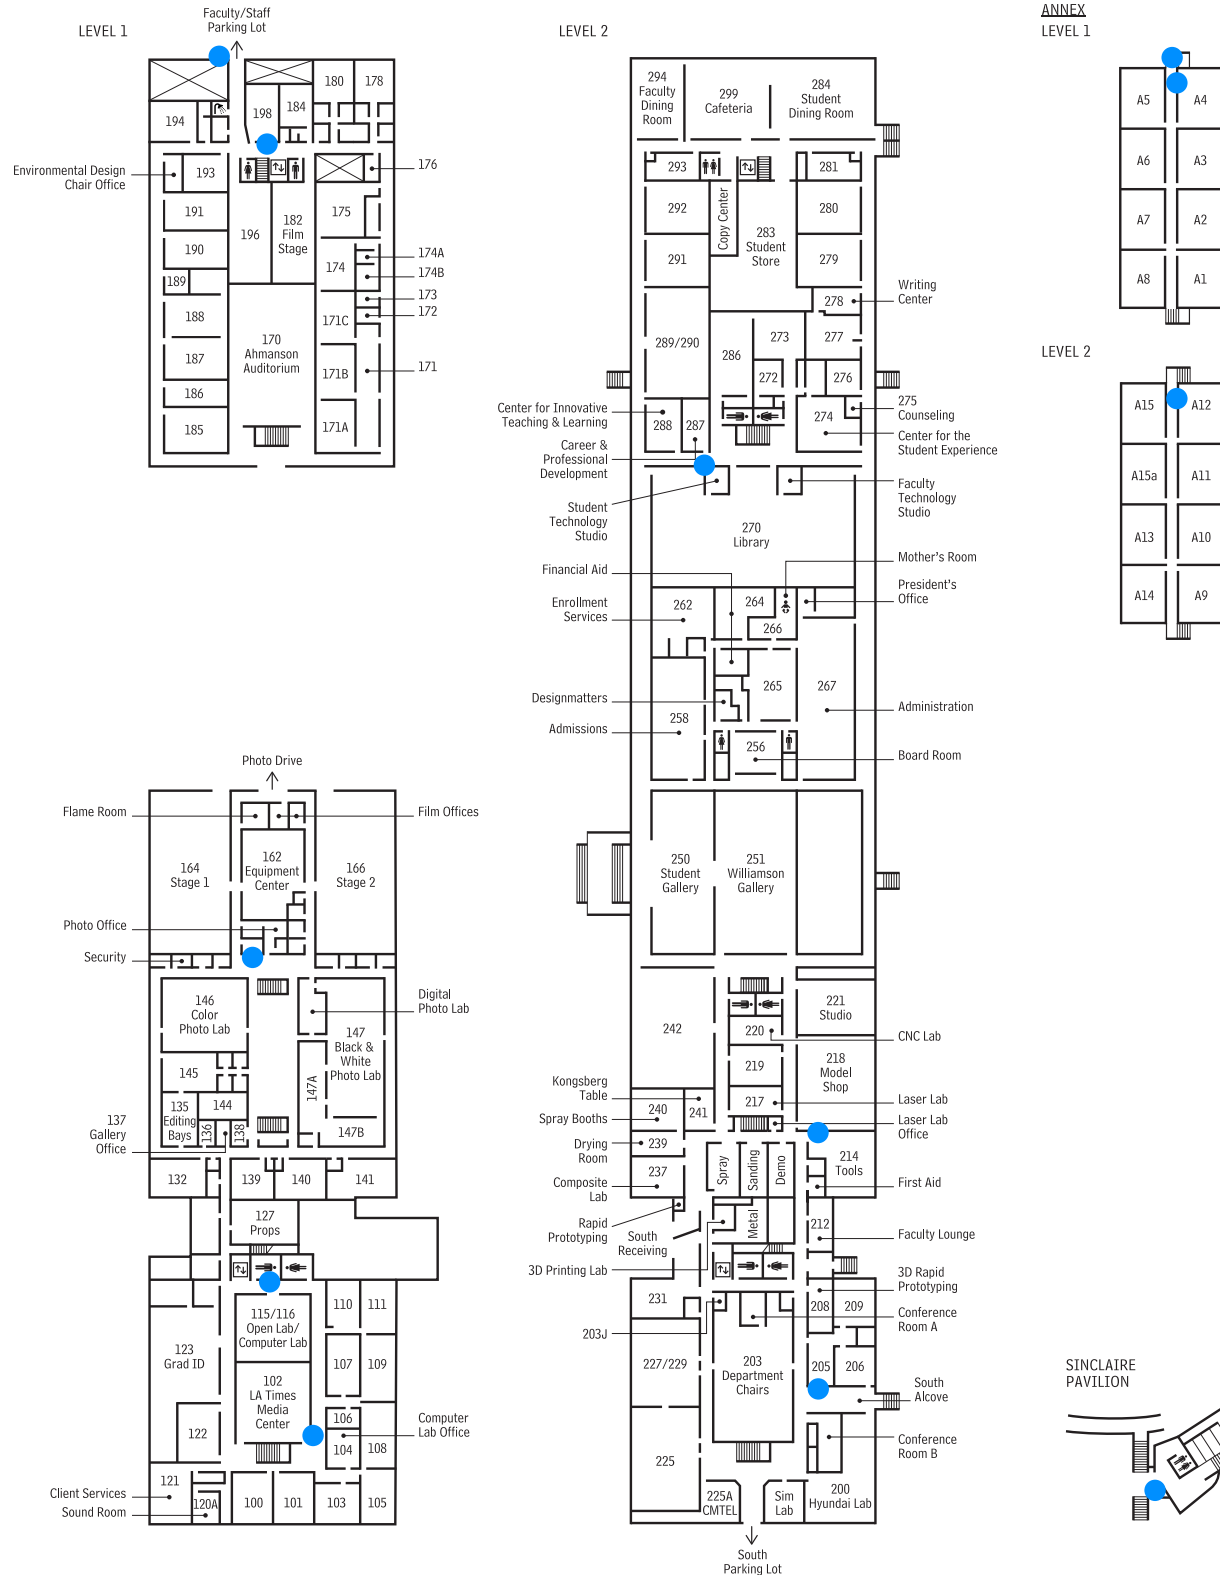 LEVEL 1
Faculty/Staff
Parking Lot
180
178
198
184
194
Environmental Design
Chair Office
193
176
191
196
182
Film
Stage
175
190
174
174A
174B
189
173
172
188
171C
170
Ahmanson
Auditorium
187
171B
171
186
185
171A
Photo Drive
Flame Room
Film Offices
164
Stage 1
162
Equipment
Center
166
Stage 2
Photo Office
Security
146
Color
Photo Lab
Digital
Photo Lab
147
Black &
White
Photo Lab
145
147A
144
135
Editing
Bays
136
138
147B
137
Gallery
Office
132
139
140
141
127
Props
110
111
115/116
Open Lab/
Computer Lab
123
Grad ID
107
109
102
LA Times
Media
Center
106
Computer
Lab Office
122
104
108
121
Client Services
Sound Room
120A
100
101
103
105
LEVEL 2
294
Faculty
Dining
Room
299
Cafeteria
284
Student
Dining Room
293
281
292
Copy Center
280
283
Student
Store
291
279
Writing
Center
278
289/290
273
277
286
272
276
275
Counseling
Center for Innovative
Teaching & Learning
288
287
274
Center for the
Student Experience
Career &
Professional
Development
Student
Technology
Studio
Faculty
Technology
Studio
270
Library
Mother's Room
Financial Aid
President's
Office
Enrollment
Services
262
264
266
265
267
Designmatters
Administration
258
Admissions
256
Board Room
250
Student
Gallery
251
Williamson
Gallery
221
Studio
242
220
CNC Lab
219
218
Model
Shop
Kongsberg
Table
217
Laser Lab
240
241
Spray Booths
Laser Lab
Office
Drying
Room
239
Spray
Sanding
Demo
214
Tools
237
Composite
Lab
First Aid
Rapid
Prototyping
South
Receiving
Metal
212
Faculty Lounge
3D Printing Lab
3D Rapid
Prototyping
231
208
209
Conference
Room A
203J
227/229
203
Department
Chairs
205
206
South
Alcove
225
Conference
Room B
225A
CMTEL
Sim
Lab
200
Hyundai Lab
South
Parking Lot
ANNEX
LEVEL 1
A5
A4
A6
A3
A7
A2
A8
A1
LEVEL 2
A15
A12
A15a
A11
A13
A10
A14
A9
SINCLAIRE
PAVILION